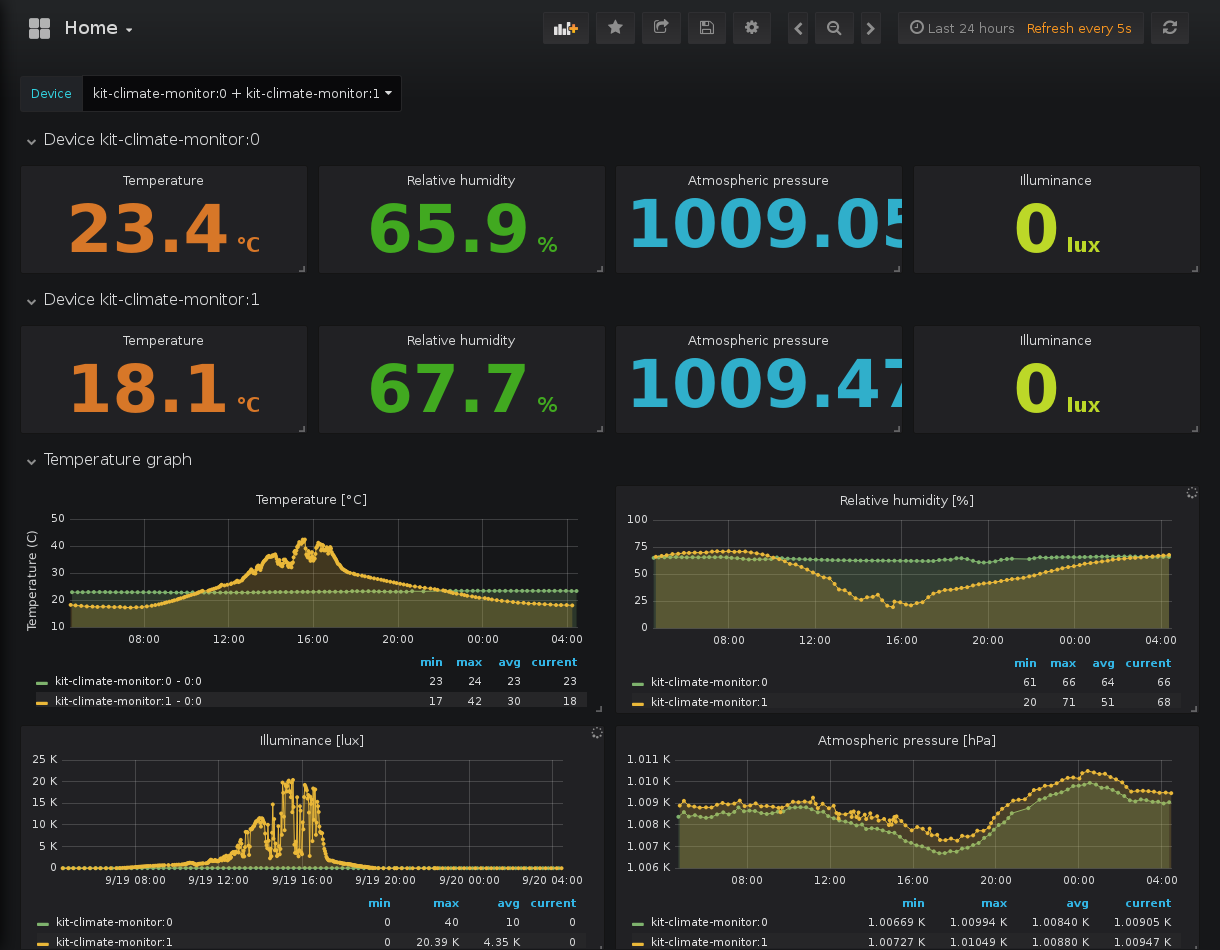 Home
Last 24 hours Refresh every 5s
Device kit-climate-monitor:0 + kit-climate-monitor:1
Device kit-climate-monitor:0
Temperature Relative humidity Atmospheric pressure Illuminance
23.4 °C 65.9 % 1009.05 0 lux
Device kit-climate-monitor:1
Temperature Relative humidity Atmospheric pressure Illuminance
18.1 °C 67.7 % 1009.47 0 lux
Temperature graph
Temperature [°C]
Temperature (C)
50
40
30
20
10
08:00 12:00 16:00 20:00 00:00 04:00
min max avg current
kit-climate-monitor:0 - 0:0 23 24 23 23
kit-climate-monitor:1 - 0:0 17 42 30 18
Relative humidity [%]
100
75
50
25
0
08:00 12:00 16:00 20:00 00:00 04:00
min max avg current
kit-climate-monitor:0 61 66 64 66
kit-climate-monitor:1 20 71 51 68
Illuminance [lux]
25 K
20 K
15 K
10 K
5 K
0
9/19 08:00 9/19 12:00 9/19 16:00 9/19 20:00 9/20 00:00 9/20 04:00
min max avg current
kit-climate-monitor:0 0 40 10 0
kit-climate-monitor:1 0 20.39 K 4.35 K 0
Atmospheric pressure [hPa]
1.011 K
1.010 K
1.009 K
1.008 K
1.007 K
1.006 K
08:00 12:00 16:00 20:00 00:00 04:00
min max avg current
kit-climate-monitor:0 1.00669 K 1.00994 K 1.00840 K 1.00905 K
kit-climate-monitor:1 1.00727 K 1.01049 K 1.00880 K 1.00947 K